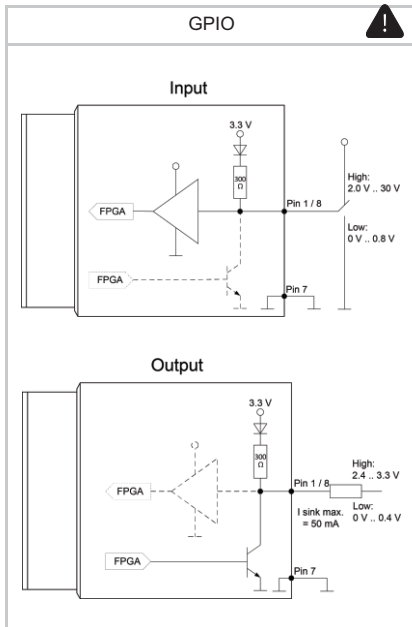 GPIO
Input
3.3 V
300
Ω
Pin 1 / 8
High:
2.0 V .. 30 V
Low:
0 V .. 0.8 V
FPGA
FPGA
Pin 7
Output
3.3 V
300
Ω
Pin 1 / 8
High:
2.4 .. 3.3 V
FPGA
I sink max.
= 50 mA
Low:
0 V .. 0.4 V
FPGA
Pin 7